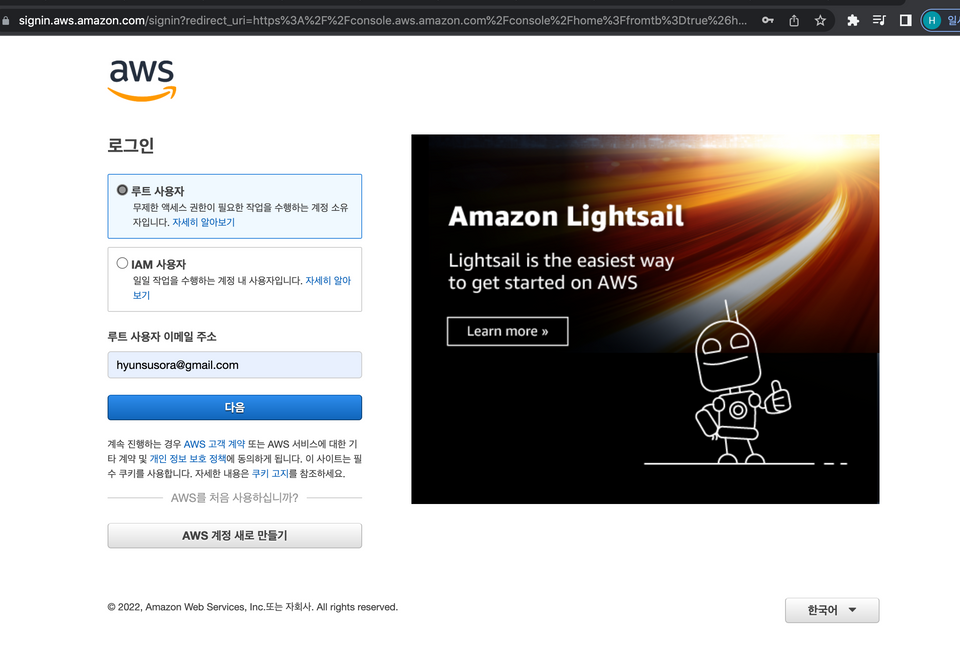 signin.aws.amazon.com/signin?redirect_uri=https%3A%2F%2Fconsole.aws.amazon.com%2Fconsole%2Fhome%3Ffromtb%3Dtrue%26h...
H 일시
aws
로그인
루트 사용자
무제한 액세스 권한이 필요한 작업을 수행하는 계정 소유
자입니다. 자세히 알아보기
IAM 사용자
일일 작업을 수행하는 계정 내 사용자입니다. 자세히 알아
보기
루트 사용자 이메일 주소
hyunsusora@gmail.com
다음
계속 진행하는 경우 AWS 고객 계약 또는 AWS 서비스에 대한 기
타 계약 및 개인 정보 보호 정책에 동의하게 됩니다. 이 사이트는 필
수 쿠키를 사용합니다. 자세한 내용은 쿠키 고지를 참조하세요.
AWS를 처음 사용하십니까?
AWS 계정 새로 만들기
Amazon Lightsail
Lightsail is the easiest way
to get started on AWS
Learn more »
© 2022, Amazon Web Services, Inc.또는 자회사. All rights reserved.
한국어